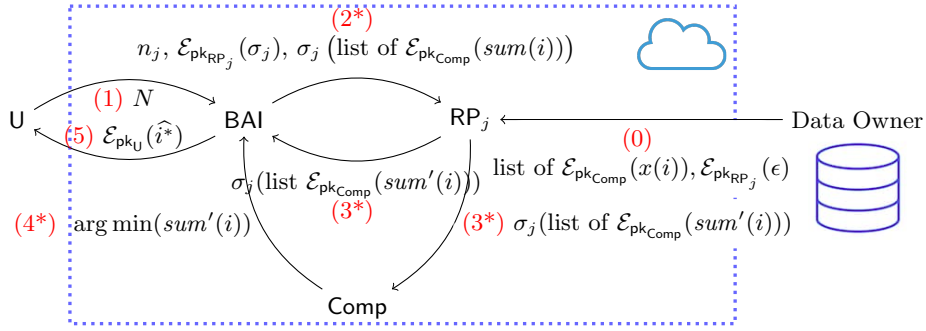 (2*)
n_j, ℰ_{pk_{RP_j}}(σ_j), σ_j (list of ℰ_{pk_{Comp}}(sum(i)))
(1) N
U
BAI
RP_j
Data Owner
(5) ℰ_{pk_U}(\widehat{i^*})
(0)
list of ℰ_{pk_{Comp}}(x(i)), ℰ_{pk_{RP_j}}(ϵ)
σ_j(list ℰ_{pk_{Comp}}(sum′(i)))
(3*)
(4*) arg min(sum′(i))
(3*) σ_j(list of ℰ_{pk_{Comp}}(sum′(i)))
Comp